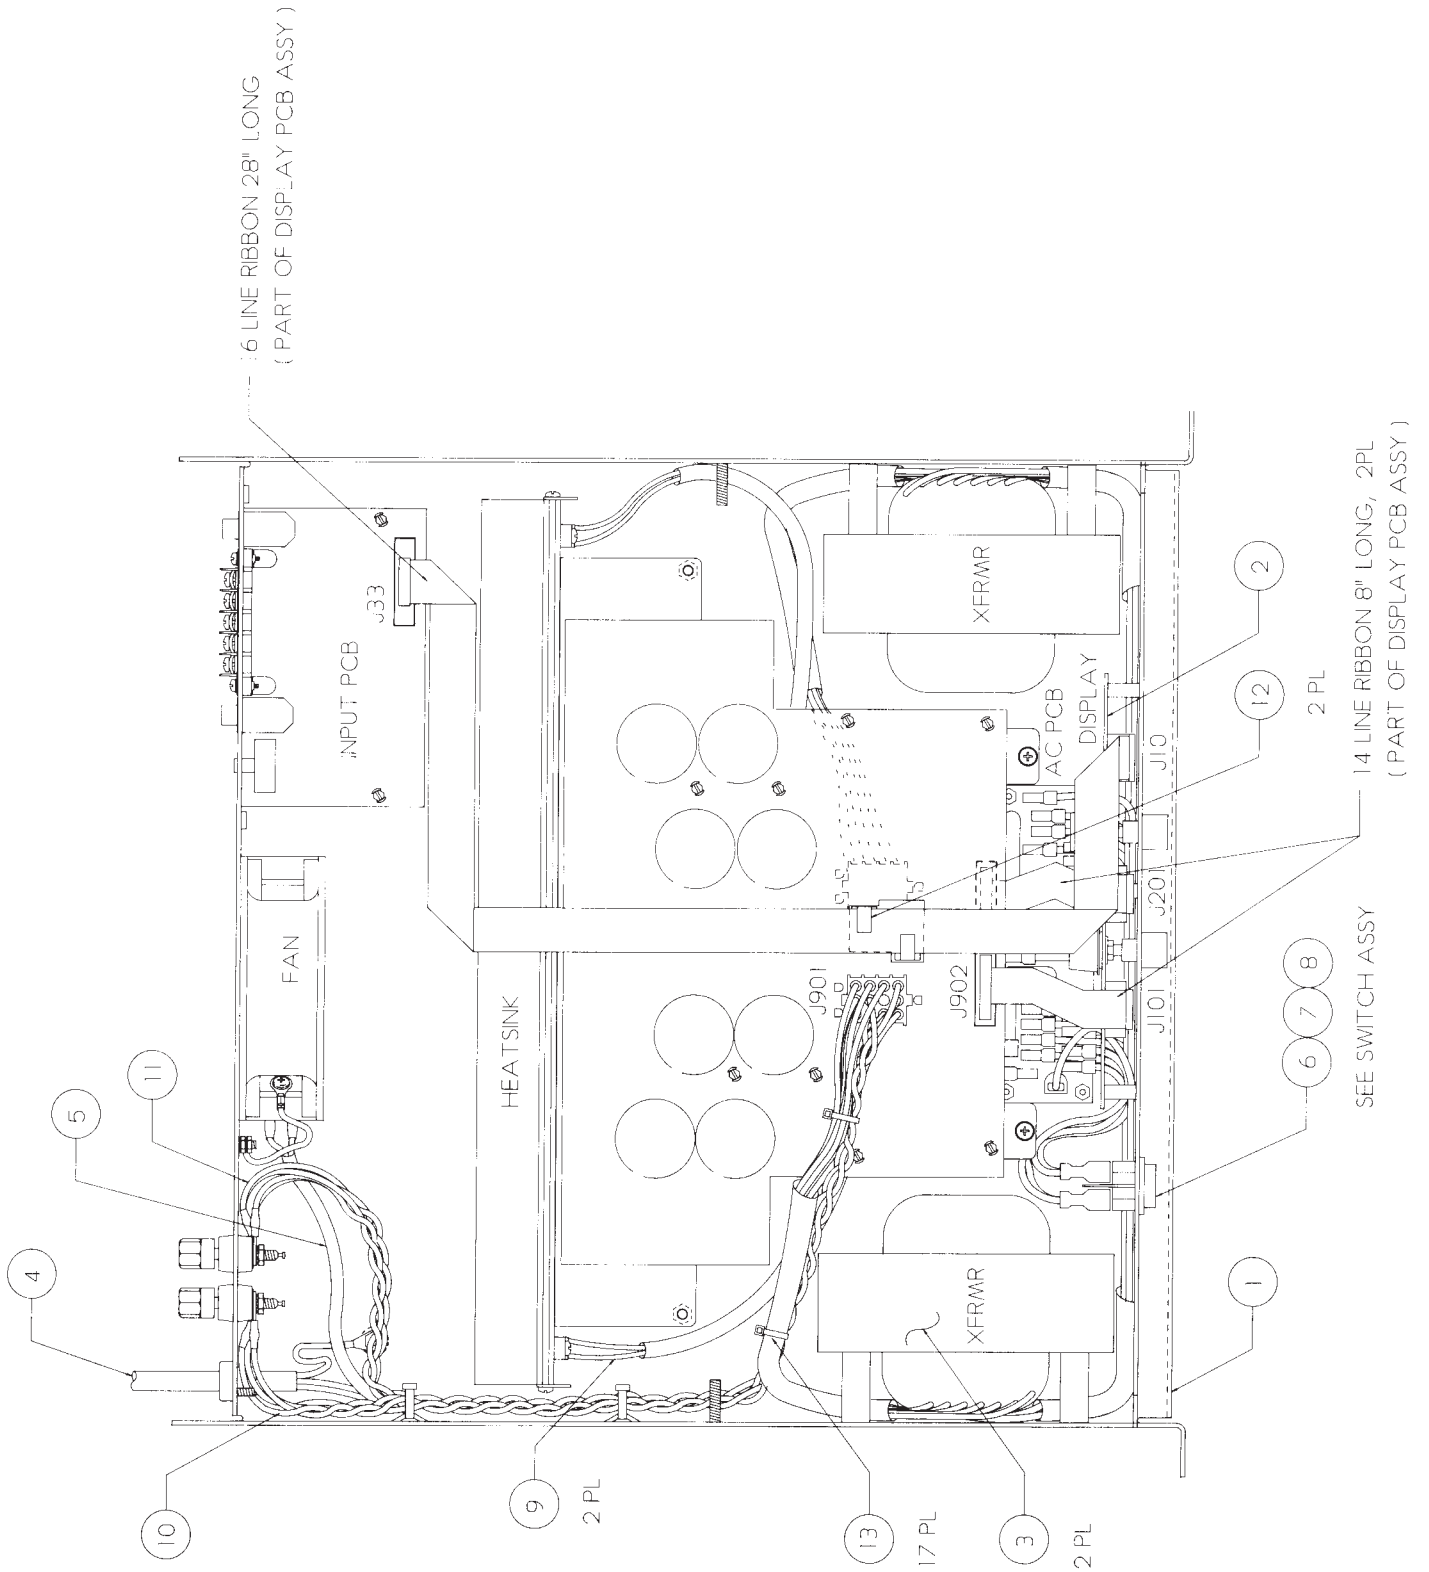 16 LINE RIBBON 28" LONG
( PART OF DISPLAY PCB ASSY )
4
5
11
10
FAN
INPUT PCB
J33
HEATSINK
9
2 PL
13
17 PL
3
2 PL
XFRMR
XFRMR
J901
J902
AC PCB
DISPLAY
J101
J201
J10
1
6
7
8
SEE SWITCH ASSY
12
2 PL
2
14 LINE RIBBON 8" LONG, 2PL
( PART OF DISPLAY PCB ASSY )